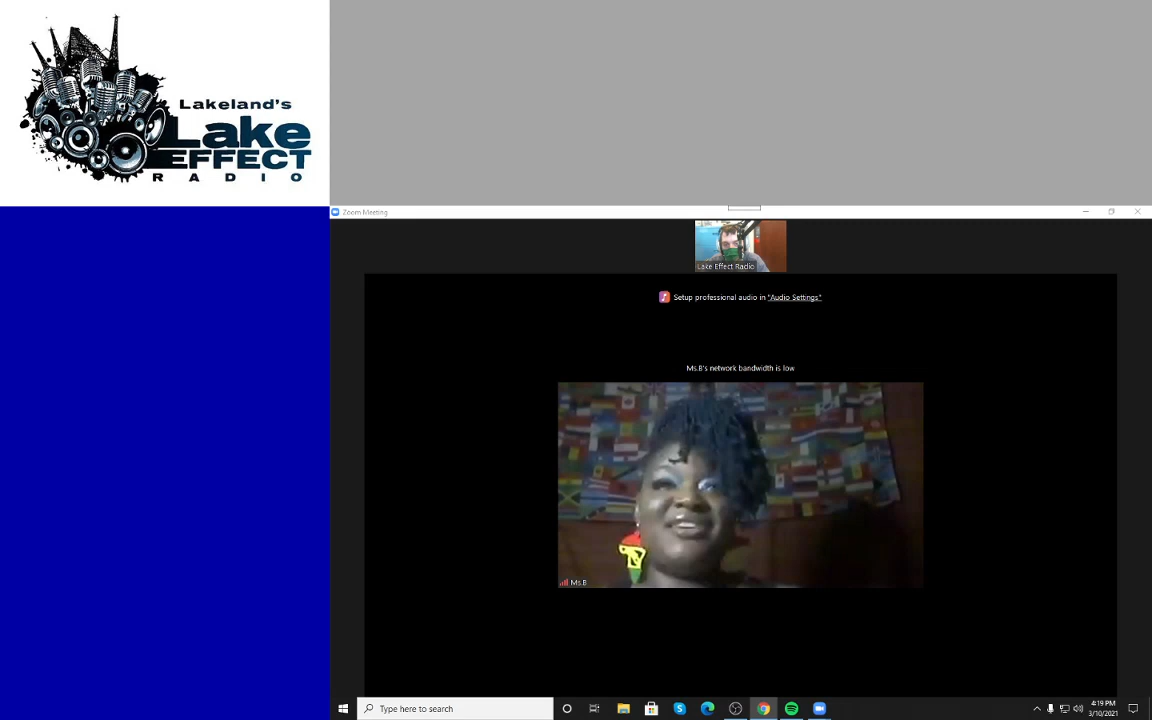 Lakeland's
Lake
EFFECT
RADIO
Zoom Meeting
Lake Effect Radio
Setup professional audio in "Audio Settings"
Ms.B's network bandwidth is low
Ms.B
Type here to search
4:19 PM
3/10/2021